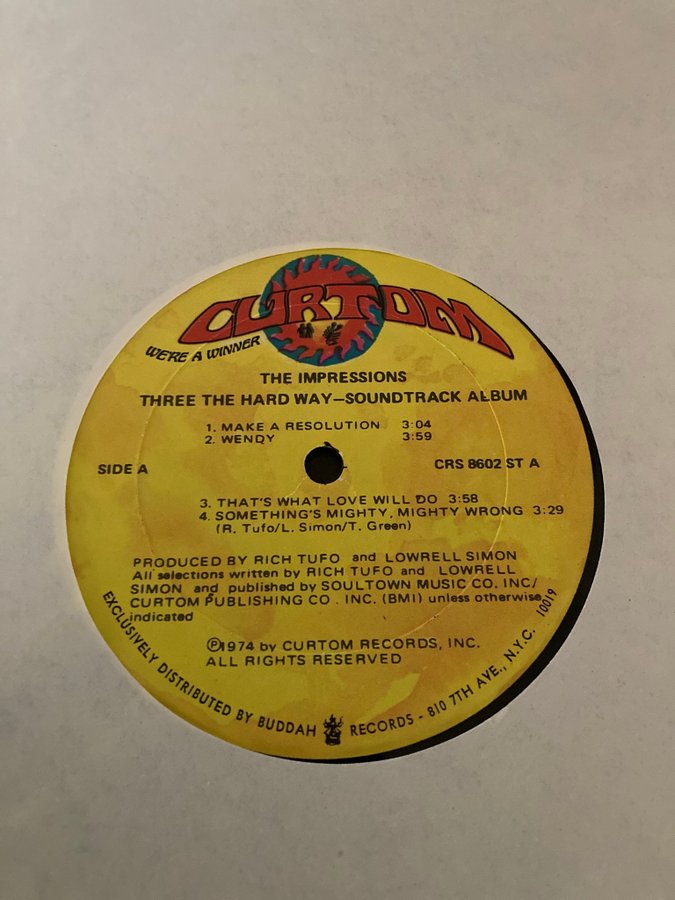 CURTOM
WE'RE A WINNER
THE IMPRESSIONS
THREE THE HARD WAY—SOUNDTRACK ALBUM
1. MAKE A RESOLUTION 3:04
2. WENDY 3:59
SIDE A
CRS 8602 ST A
3. THAT'S WHAT LOVE WILL DO 3:58
4. SOMETHING'S MIGHTY, MIGHTY WRONG 3:29
(R. Tufo/L. Simon/T. Green)
PRODUCED BY RICH TUFO and LOWRELL SIMON
All selections written by RICH TUFO and LOWRELL
SIMON and published by SOULTOWN MUSIC CO. INC/
CURTOM PUBLISHING CO. INC. (BMI) unless otherwise
indicated
℗1974 by CURTOM RECORDS, INC.
ALL RIGHTS RESERVED
EXCLUSIVELY DISTRIBUTED BY BUDDAH RECORDS - 810 7TH AVE., N.Y.C. 10019